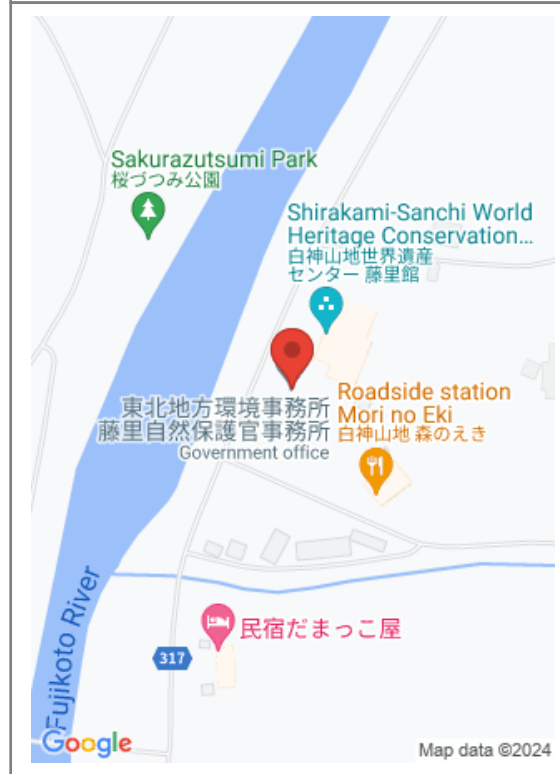 Sakurazutsumi Park
桜づつみ公園
Shirakami-Sanchi World
Heritage Conservation...
白神山地世界遺産
センター 藤里館
東北地方環境事務所
藤里自然保護官事務所
Government office
Roadside station
Mori no Eki
白神山地 森のえき
民宿だまっこ屋
317
Fujikoto River
Google
Map data ©2024